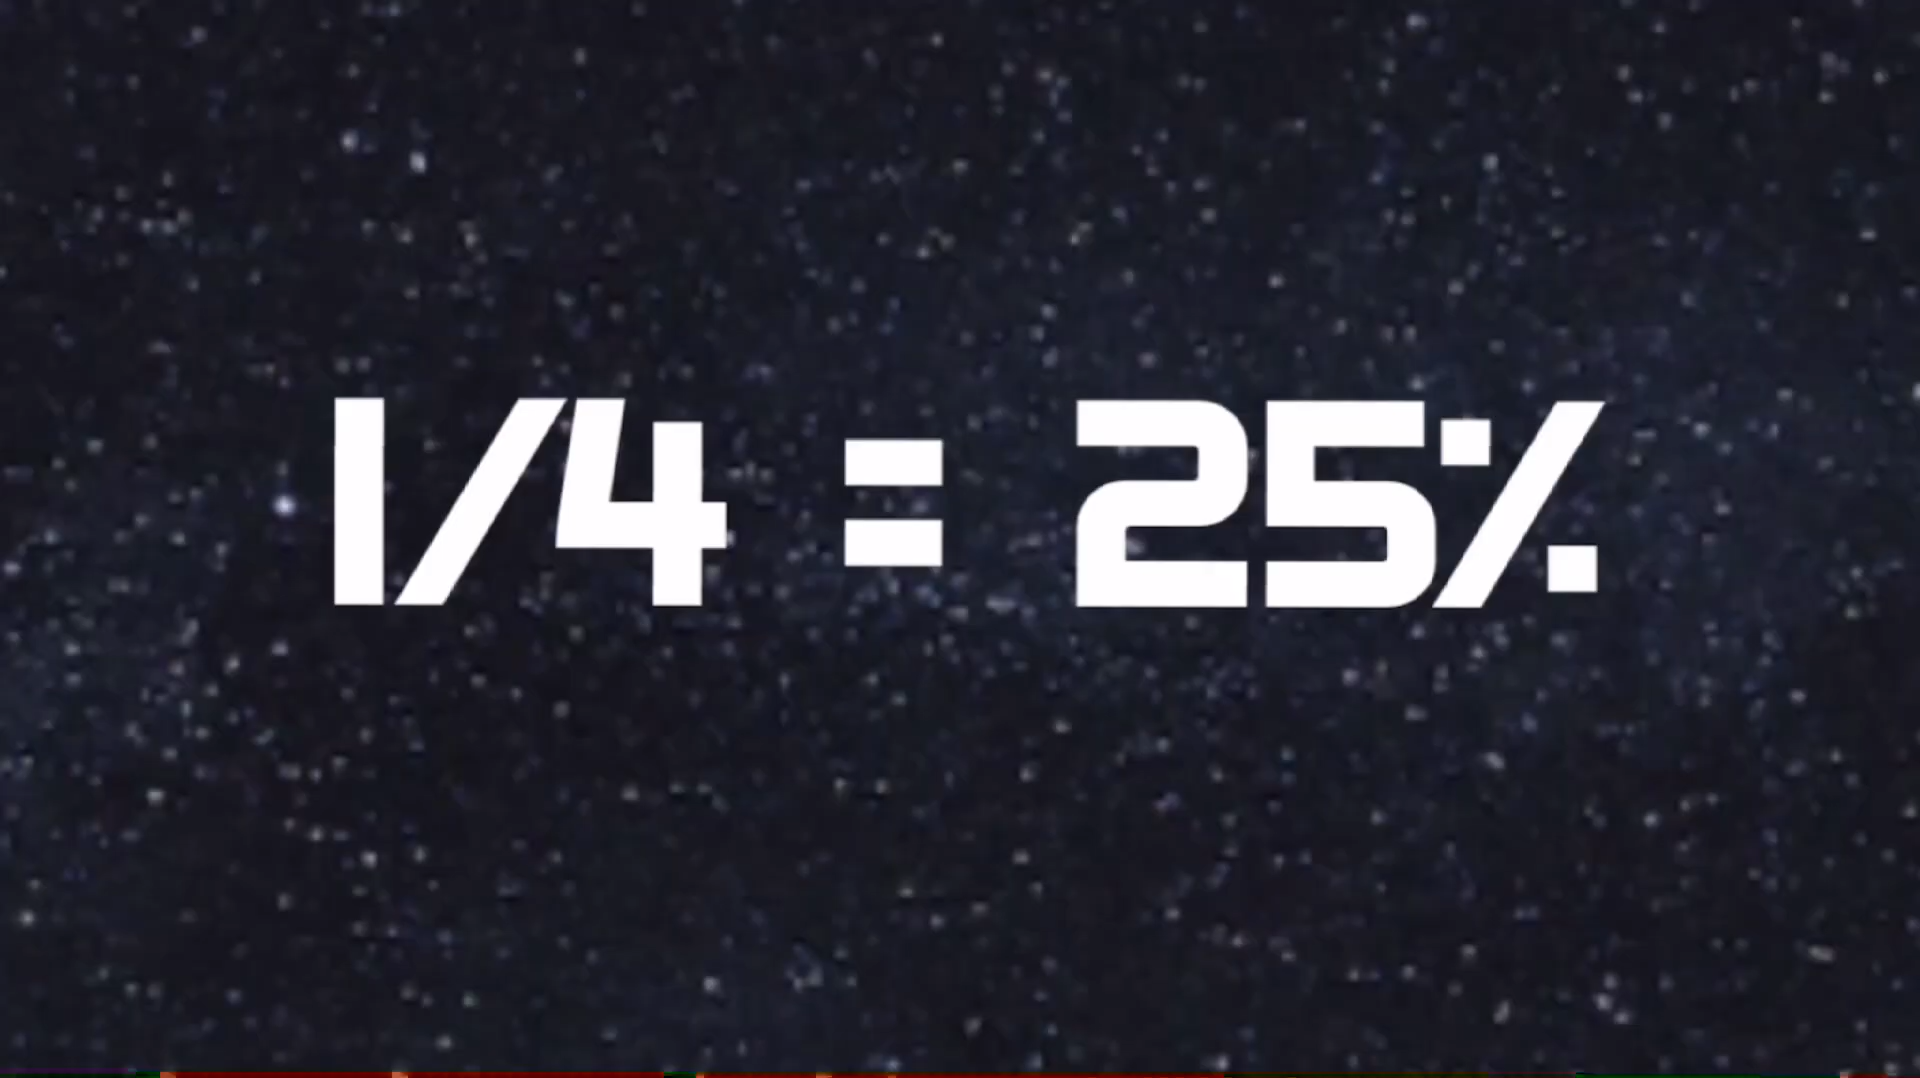 1/4 = 25%